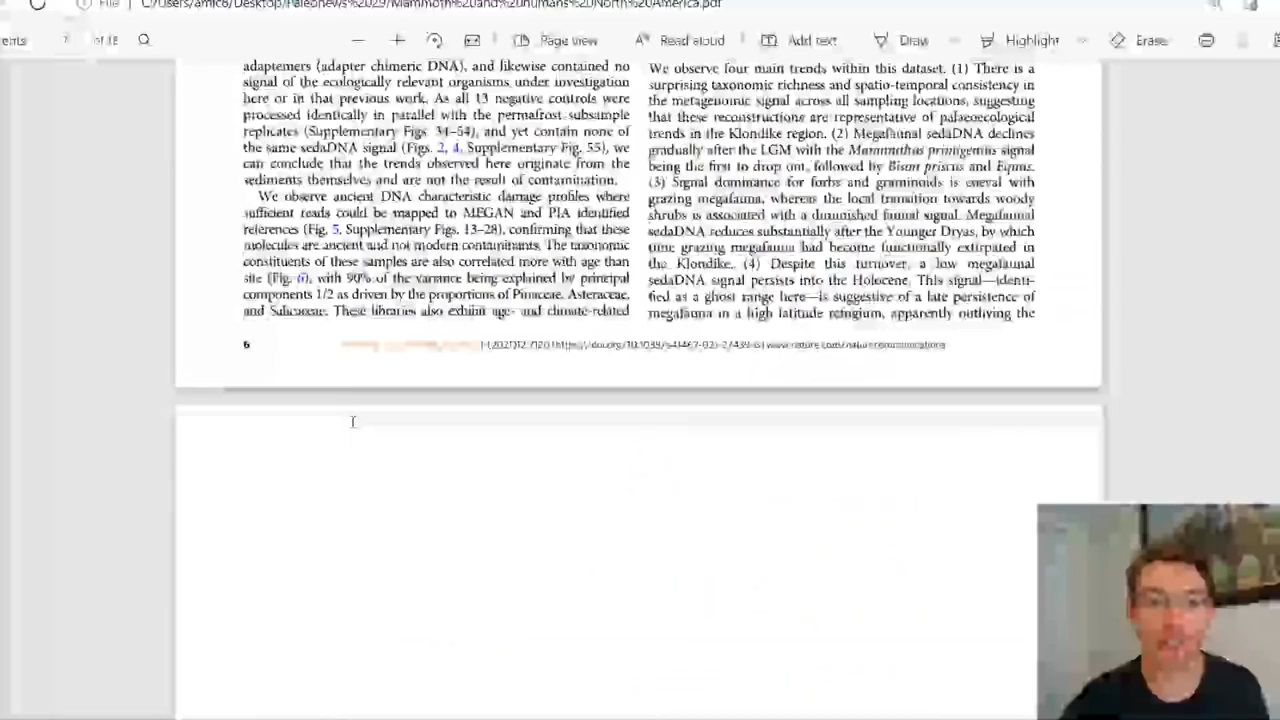 File | C:/Users/amic8/Desktop/Paleonews%2029/Mammoth%20and%20humans%20North%20America.pdf
of 18
Page view
Read aloud
Add text
Draw
Highlight
Erase
adaptemers (adapter chimeric DNA), and likewise contained no
signal of the ecologically relevant organisms under investigation
here or in that previous work. As all 13 negative controls were
processed identically in parallel with the permafrost subsample
replicates (Supplementary Figs. 34–54), and yet contain none of
the same sedaDNA signal (Figs. 2, 4, Supplementary Fig. 55), we
can conclude that the trends observed here originate from the
sediments themselves and are not the result of contamination.
We observe ancient DNA characteristic damage profiles where
sufficient reads could be mapped to MEGAN and PIA identified
references (Fig. 5, Supplementary Figs. 13–28), confirming that these
molecules are ancient and not modern contaminants. The taxonomic
constituents of these samples are also correlated more with age than
site (Fig. 6), with 90% of the variance being explained by principal
components 1/2 as driven by the proportions of Pinaceae, Asteraceae,
and Salicaceae. These libraries also exhibit age- and climate-related
We observe four main trends within this dataset. (1) There is a
surprising taxonomic richness and spatio-temporal consistency in
the metagenomic signal across all sampling locations, suggesting
that these reconstructions are representative of palaeoecological
trends in the Klondike region. (2) Megafaunal sedaDNA declines
gradually after the LGM with the Mammuthus primigenius signal
being the first to drop out, followed by Bison priscus and Equus.
(3) Signal dominance for forbs and graminoids is coeval with
grazing megafauna, whereas the local transition towards woody
shrubs is associated with a diminished faunal signal. Megafaunal
sedaDNA reduces substantially after the Younger Dryas, by which
time grazing megafauna had become functionally extirpated in
the Klondike. (4) Despite this turnover, a low megafaunal
sedaDNA signal persists into the Holocene. This signal—identi-
fied as a ghost range here—is suggestive of a late persistence of
megafauna in a high latitude refugium, apparently outliving the
6
(2021)12:7120 | https://doi.org/10.1038/s41467-021-27439-6 | www.nature.com/naturecommunications